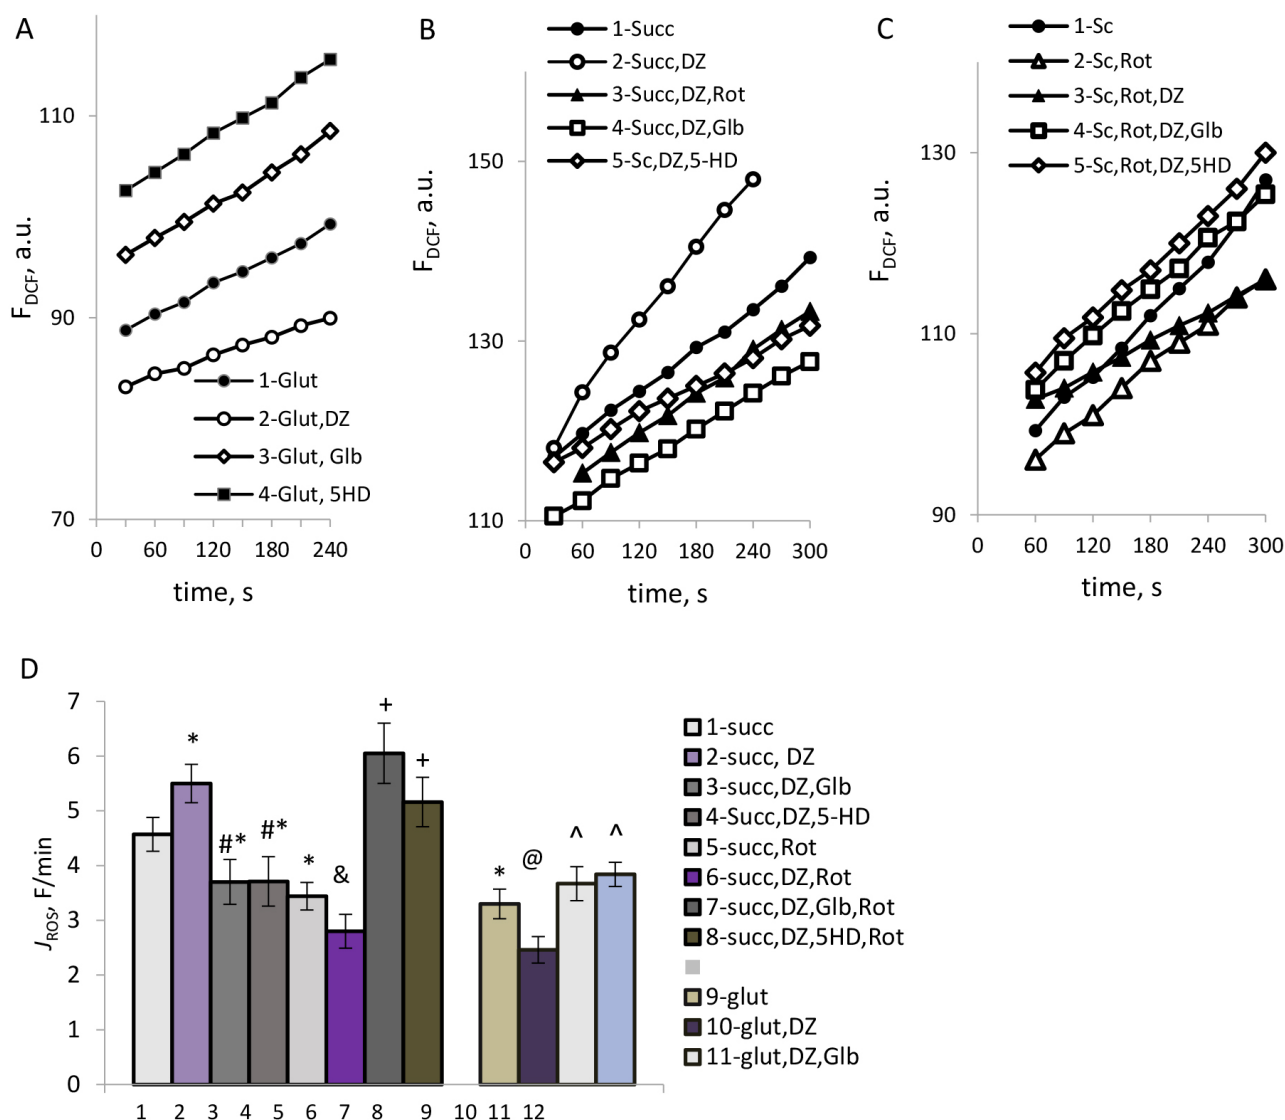 A
110
90
70
0 60 120 180 240
F_DCF, a.u.
time, s
1-Glut
2-Glut,DZ
3-Glut, Glb
4-Glut, 5HD
B
1-Succ
2-Succ,DZ
3-Succ,DZ,Rot
4-Succ,DZ,Glb
5-Sc,DZ,5-HD
150
130
110
0 60 120 180 240 300
F_DCF, a.u.
time, s
C
1-Sc
2-Sc,Rot
3-Sc,Rot,DZ
4-Sc,Rot,DZ,Glb
5-Sc,Rot,DZ,5HD
130
110
90
0 60 120 180 240 300
F_DCF, a.u.
time, s
D
7
6
5
4
3
2
1
0
J_ROS, F/min
* #* #* * & + + * @ ^ ^
1 2 3 4 5 6 7 8 9 10 11 12
1-succ
2-succ, DZ
3-succ,DZ,Glb
4-Succ,DZ,5-HD
5-succ,Rot
6-succ,DZ,Rot
7-succ,DZ,Glb,Rot
8-succ,DZ,5HD,Rot
9-glut
10-glut,DZ
11-glut,DZ,Glb